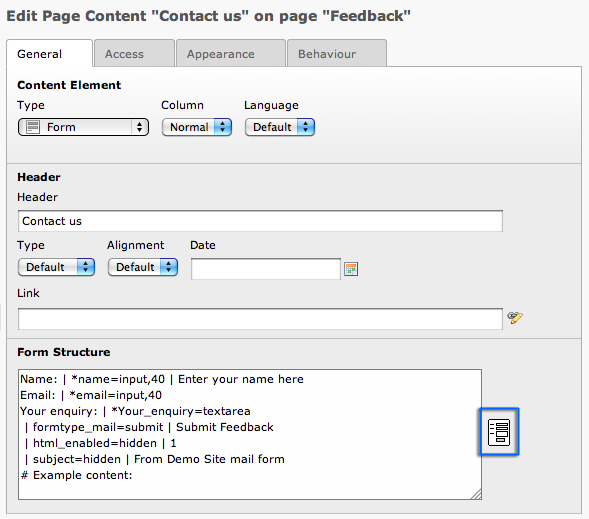 Edit Page Content "Contact us" on page "Feedback"
General Access Appearance Behaviour
Content Element
Type Column Language
Form Normal Default
Header
Header
Contact us
Type Alignment Date
Default Default
Link
Form Structure
Name: | *name=input,40 | Enter your name here
Email: | *email=input,40
Your enquiry: | *Your_enquiry=textarea
| formtype_mail=submit | Submit Feedback
| html_enabled=hidden | 1
| subject=hidden | From Demo Site mail form
# Example content: